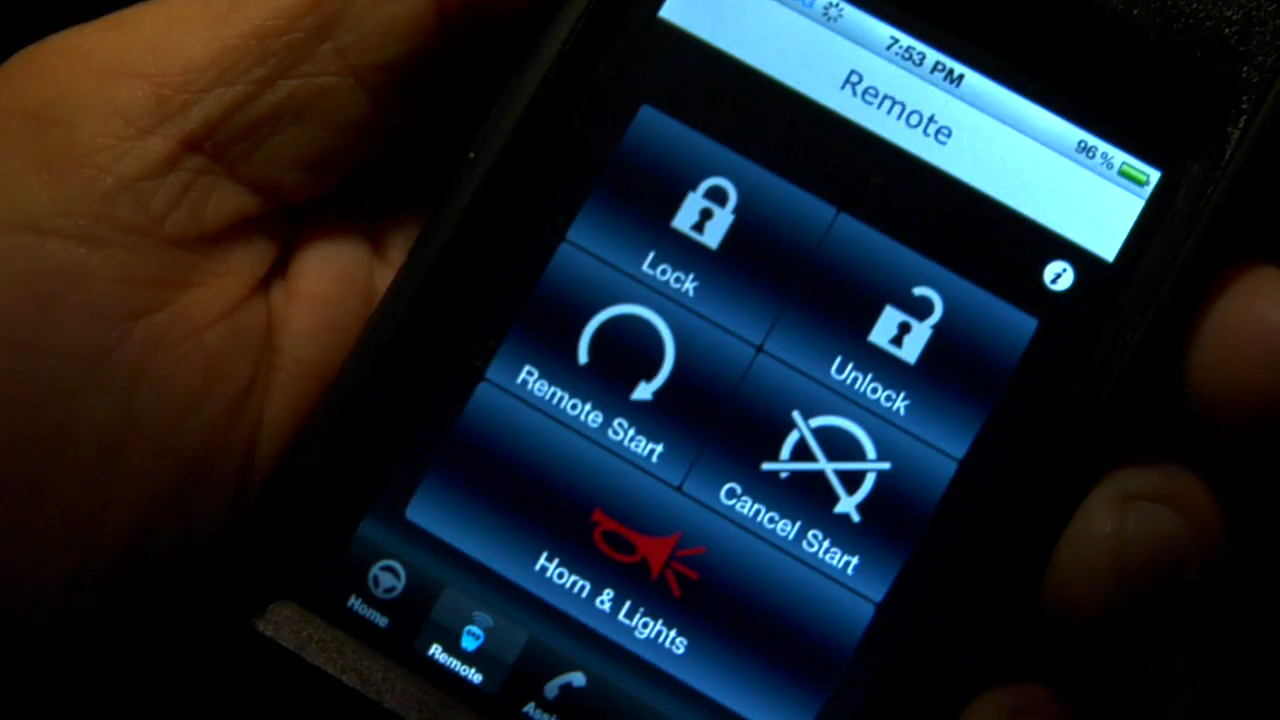 7:53 PM
96%
Remote
Lock
Unlock
Remote Start
Cancel Start
Horn & Lights
Home
Remote